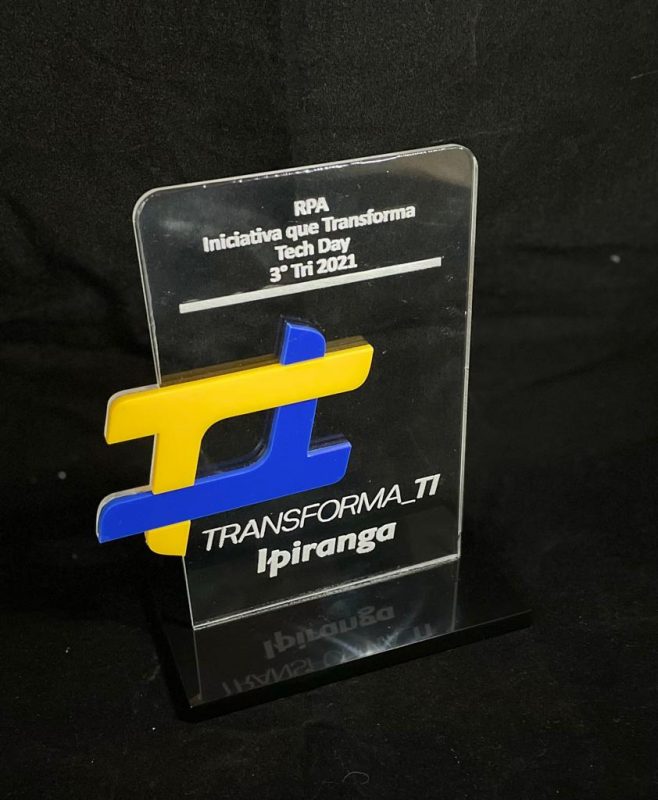 RPA
Iniciativa que Transforma
Tech Day
3° Tri 2021
TRANSFORMA_TI
Ipiranga